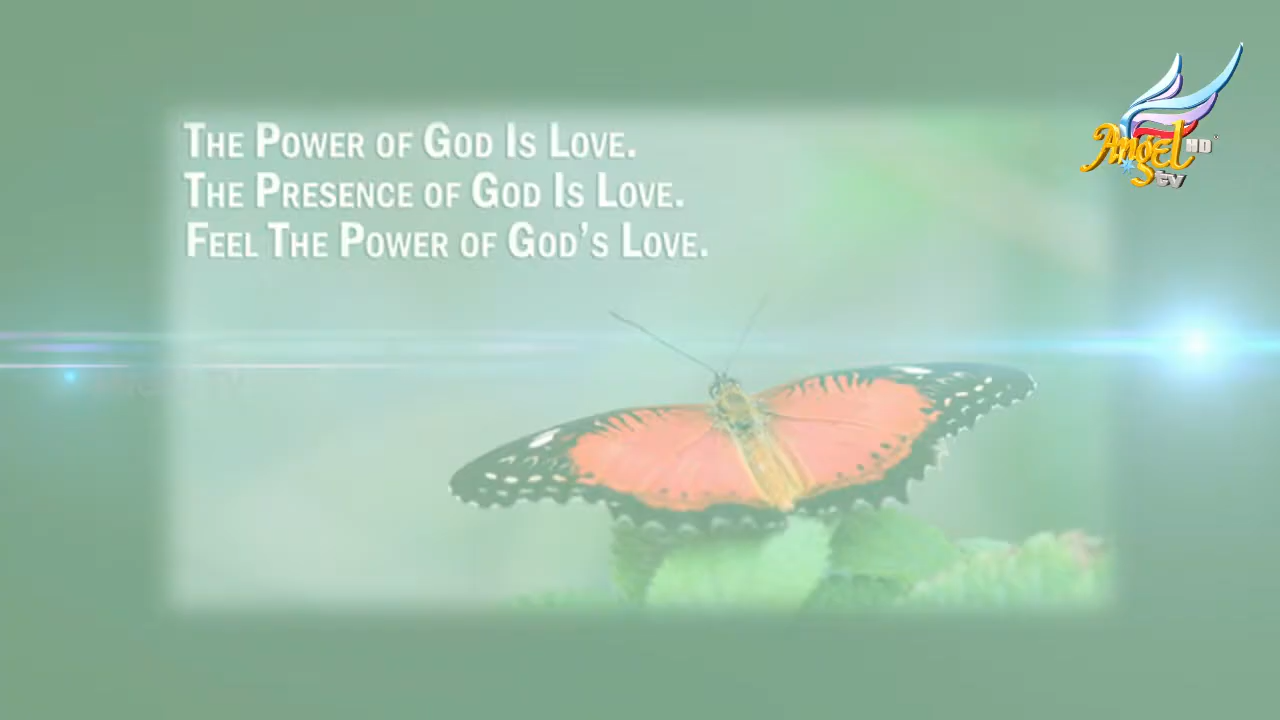 The Power of God Is Love.
The Presence of God Is Love.
Feel The Power of God’s Love.
Angel HD
tv